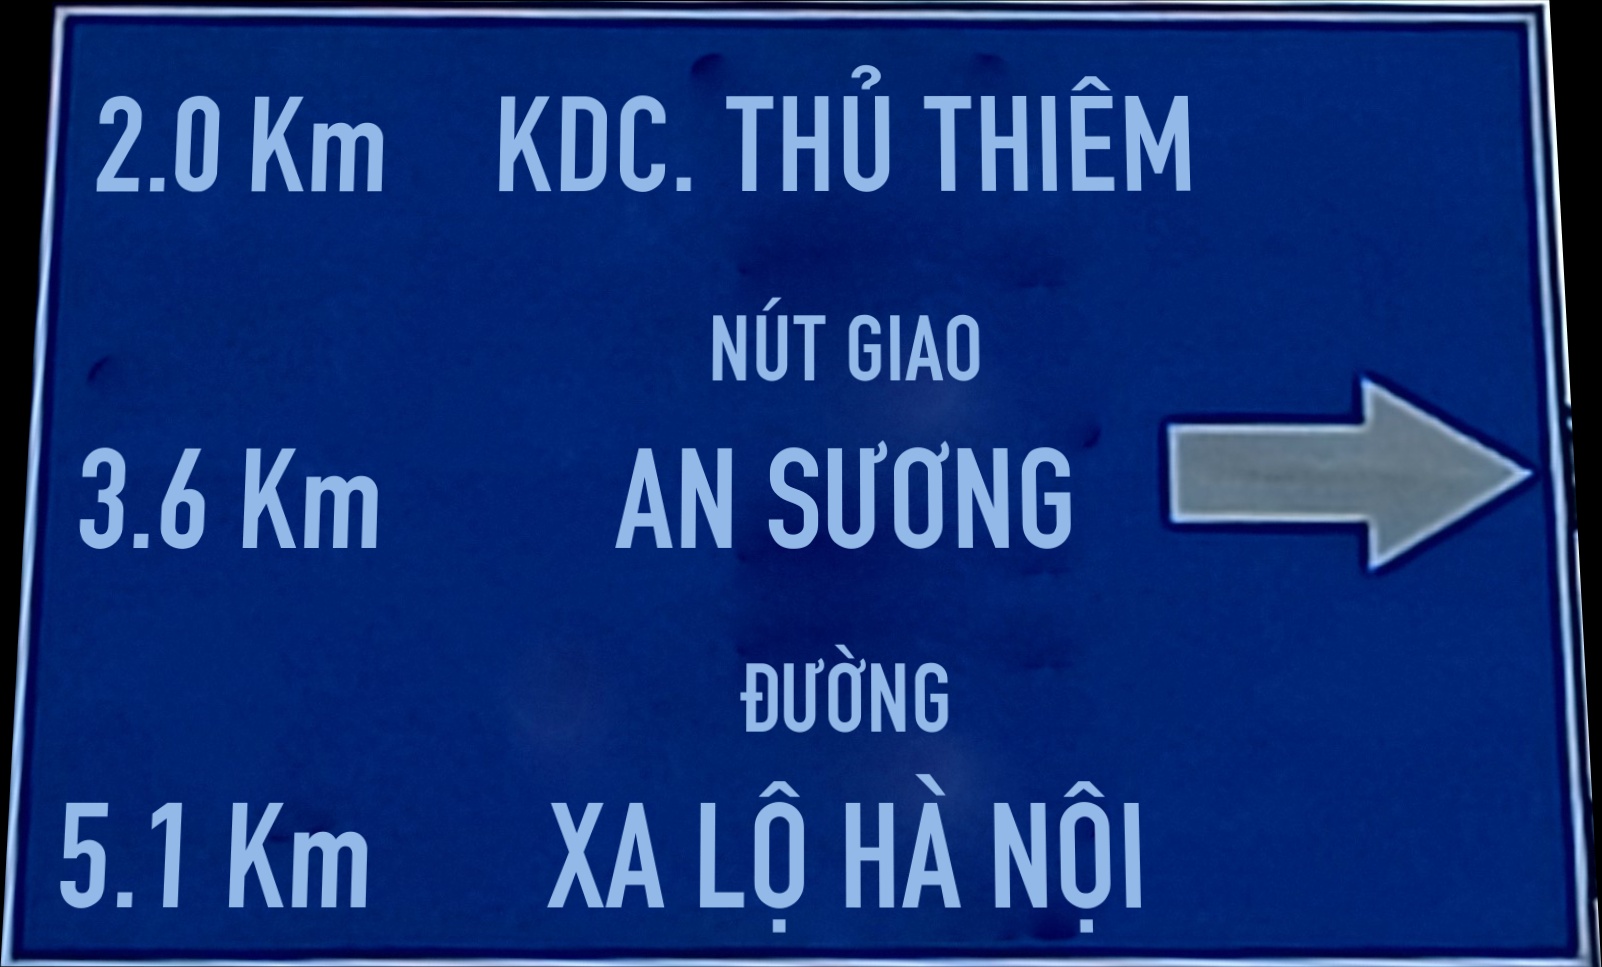 2.0 Km KDC. THỦ THIÊM
NÚT GIAO
3.6 Km AN SƯƠNG
ĐƯỜNG
5.1 Km XA LỘ HÀ NỘI